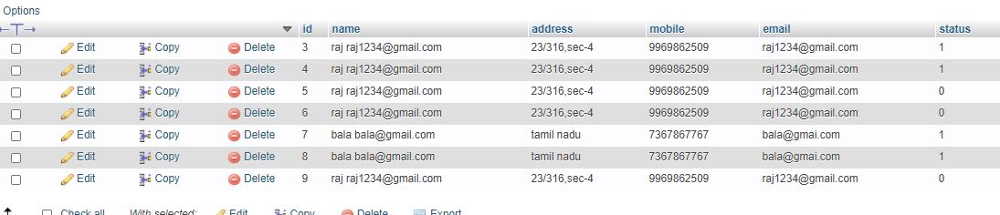 Options
←T→ id name address mobile email status
Edit Copy Delete 3 raj raj1234@gmail.com 23/316,sec-4 9969862509 raj1234@gmail.com 1
Edit Copy Delete 4 raj raj1234@gmail.com 23/316,sec-4 9969862509 raj1234@gmail.com 1
Edit Copy Delete 5 raj raj1234@gmail.com 23/316,sec-4 9969862509 raj1234@gmail.com 0
Edit Copy Delete 6 raj raj1234@gmail.com 23/316,sec-4 9969862509 raj1234@gmail.com 0
Edit Copy Delete 7 bala bala@gmail.com tamil nadu 7367867767 bala@gmai.com 1
Edit Copy Delete 8 bala bala@gmai.com tamil nadu 7367867767 bala@gmai.com 1
Edit Copy Delete 9 raj raj1234@gmail.com 23/316,sec-4 9969862509 raj1234@gmail.com 0
Check all With selected: Edit Copy Delete Export